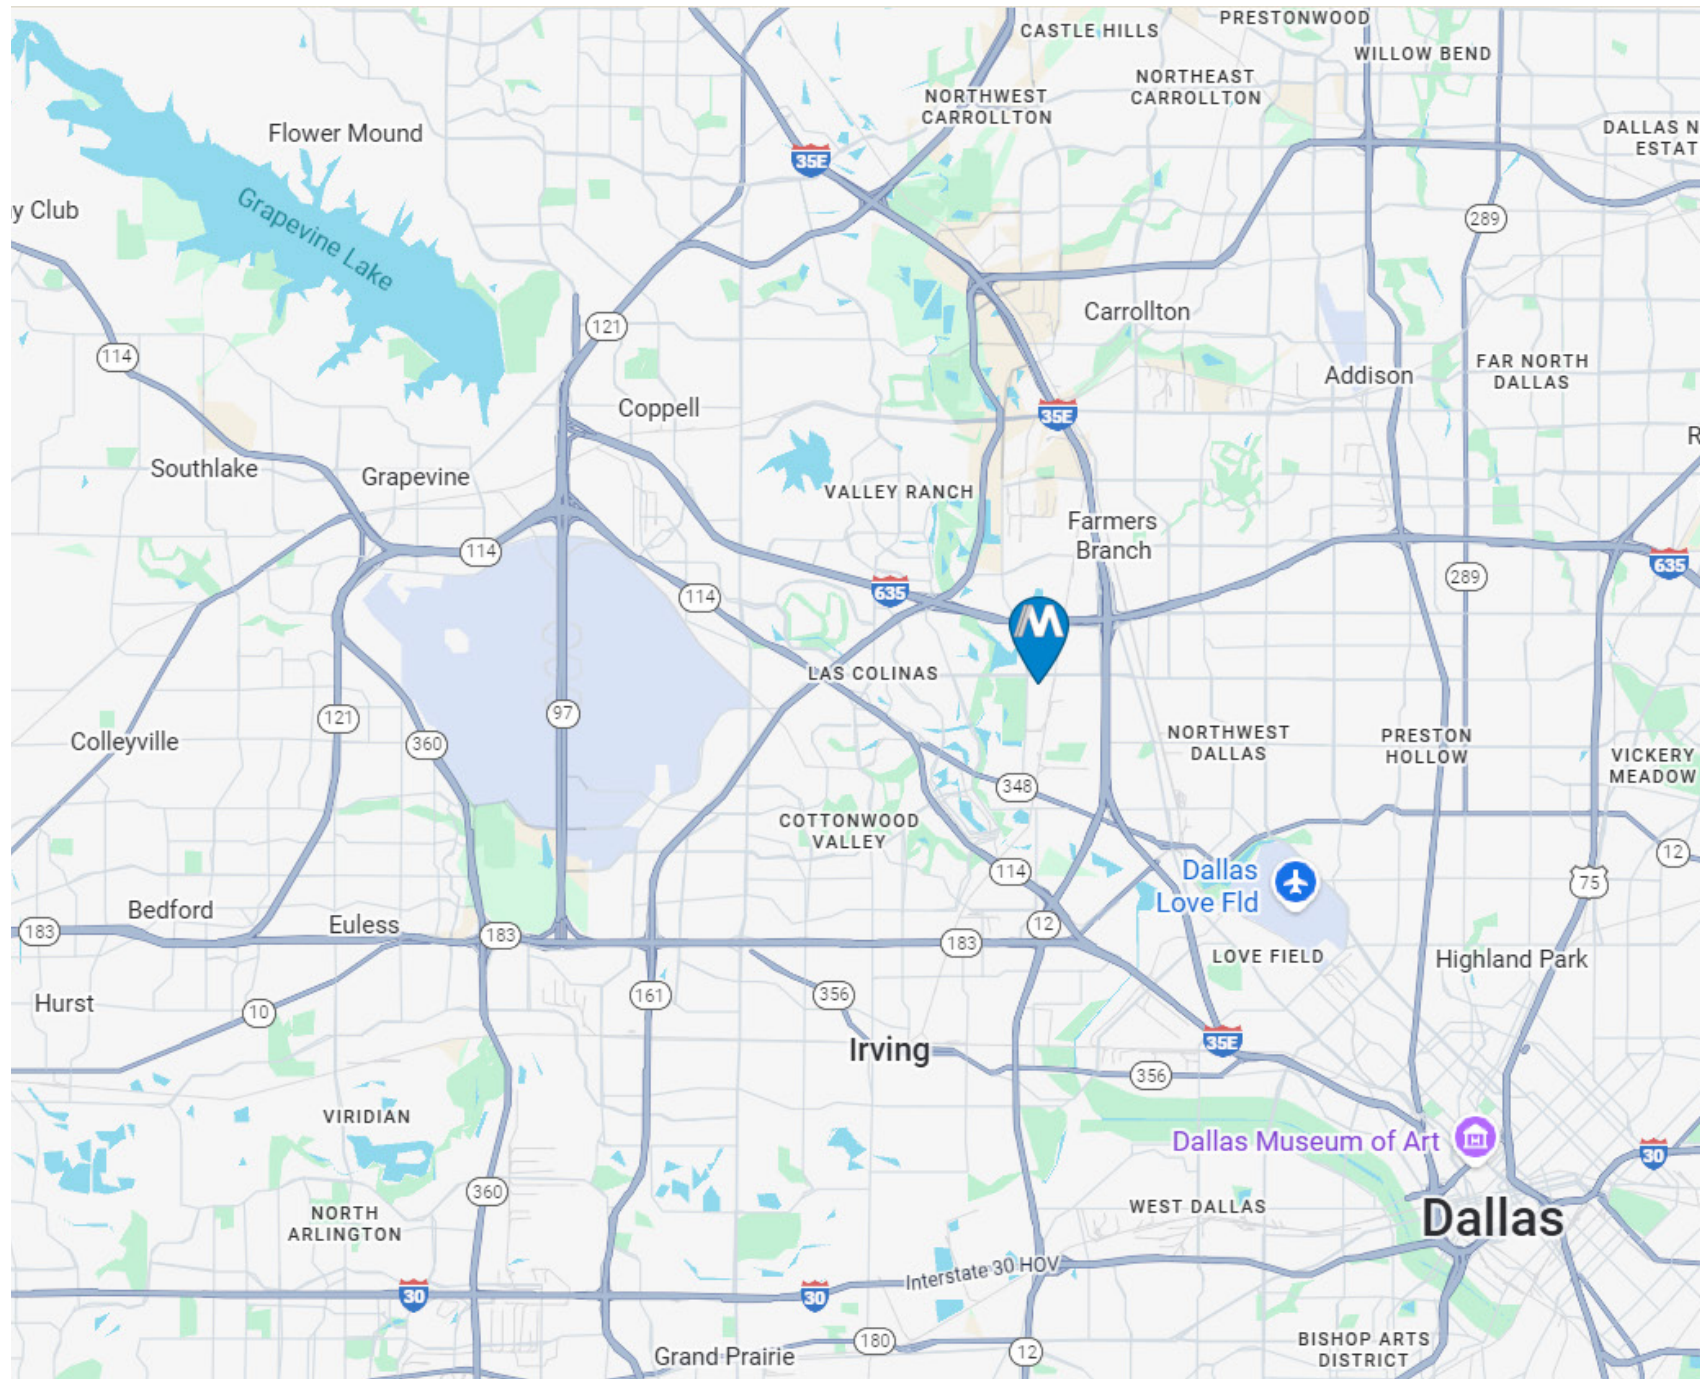 CASTLE HILLS
PRESTONWOOD
WILLOW BEND
NORTHEAST
CARROLLTON
NORTHWEST
CARROLLTON
Flower Mound
DALLAS N
ESTAT
35E
y Club
Grapevine Lake
289
121
Carrollton
114
FAR NORTH
DALLAS
Addison
Coppell
35E
R
Southlake
Grapevine
VALLEY RANCH
Farmers
Branch
114
635
289
114
635
M
LAS COLINAS
121
97
360
Colleyville
NORTHWEST
DALLAS
PRESTON
HOLLOW
VICKERY
MEADOW
348
COTTONWOOD
VALLEY
12
114
Dallas
Love Fld
75
Bedford
Euless
183
183
12
183
LOVE FIELD
Highland Park
Hurst
10
161
356
Irving
35E
356
VIRIDIAN
Dallas Museum of Art
30
360
NORTH
ARLINGTON
WEST DALLAS
Dallas
Interstate 30 HOV
30
30
180
12
Grand Prairie
BISHOP ARTS
DISTRICT